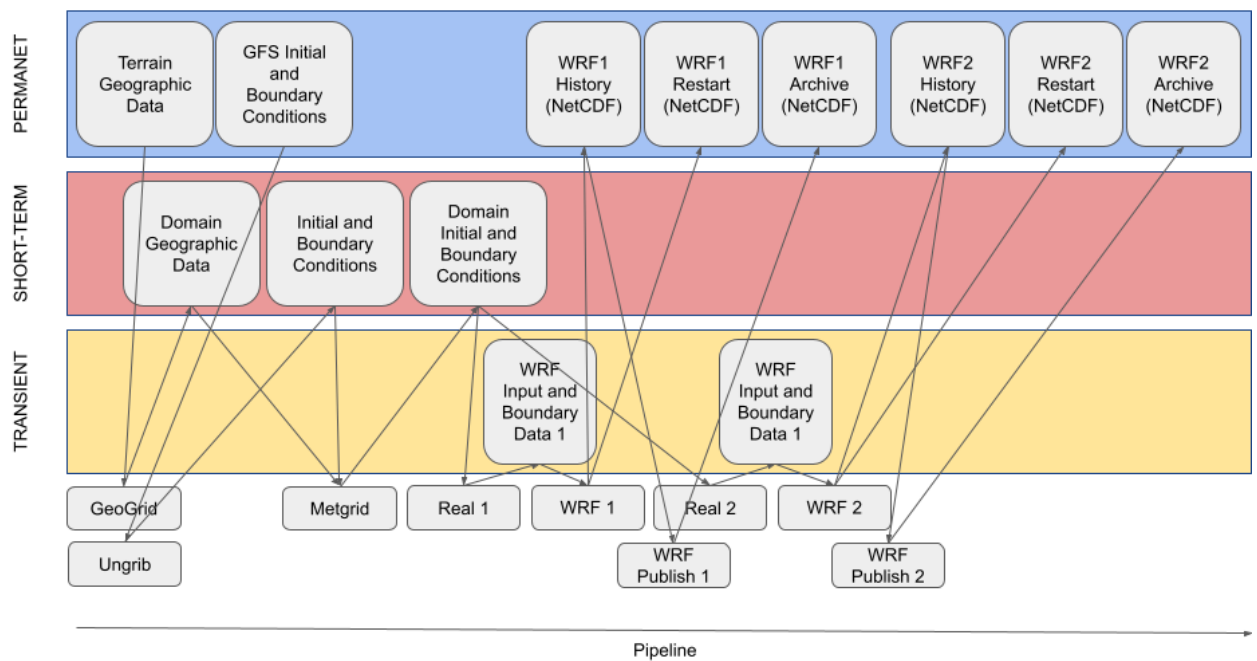 PERMANET
Terrain
Geographic
Data
GFS Initial
and
Boundary
Conditions
WRF1
History
(NetCDF)
WRF1
Restart
(NetCDF)
WRF1
Archive
(NetCDF)
WRF2
History
(NetCDF)
WRF2
Restart
(NetCDF)
WRF2
Archive
(NetCDF)
SHORT-TERM
Domain
Geographic
Data
Initial and
Boundary
Conditions
Domain
Initial and
Boundary
Conditions
TRANSIENT
WRF
Input and
Boundary
Data 1
WRF
Input and
Boundary
Data 1
GeoGrid
Metgrid
Real 1
WRF 1
Real 2
WRF 2
Ungrib
WRF
Publish 1
WRF
Publish 2
Pipeline